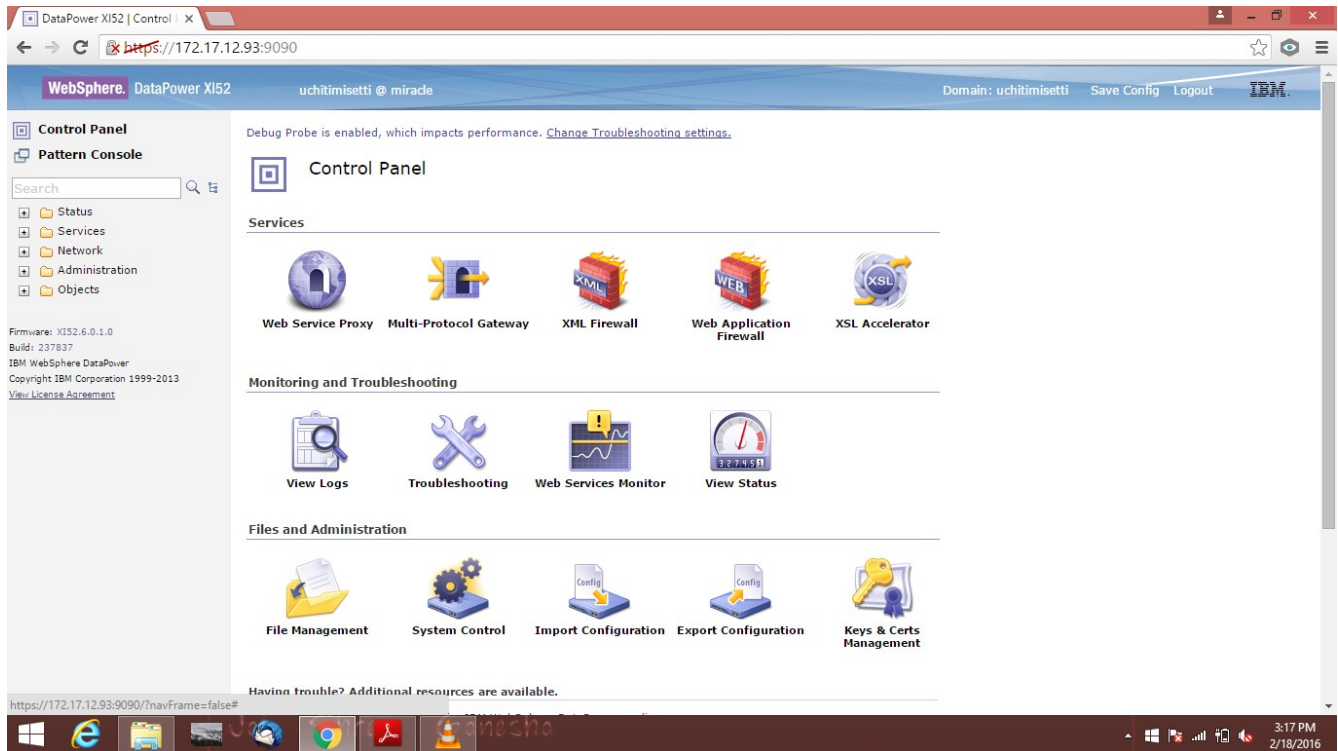 DataPower XI52 | Control
https://172.17.12.93:9090
WebSphere. DataPower XI52
uchitimisetti @ miracle
Domain: uchitimisetti Save Config Logout IBM.
Control Panel
Pattern Console
Search
Status
Services
Network
Administration
Objects
Firmware: XI52.6.0.1.0
Build: 237837
IBM WebSphere DataPower
Copyright IBM Corporation 1999-2013
View License Agreement
Debug Probe is enabled, which impacts performance. Change Troubleshooting settings.
Control Panel
Services
XML
WEB
XSL
Web Service Proxy Multi-Protocol Gateway XML Firewall Web Application Firewall XSL Accelerator
Monitoring and Troubleshooting
View Logs Troubleshooting Web Services Monitor View Status
Files and Administration
Config
Config
File Management System Control Import Configuration Export Configuration Keys & Certs Management
Having trouble? Additional resources are available.
https://172.17.12.93:9090/?navFrame=false#
3:17 PM
2/18/2016